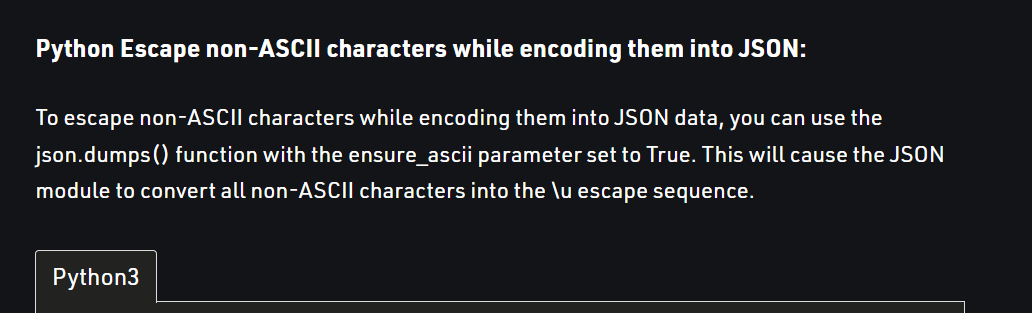 Python Escape non-ASCII characters while encoding them into JSON:
To escape non-ASCII characters while encoding them into JSON data, you can use the
json.dumps() function with the ensure_ascii parameter set to True. This will cause the JSON
module to convert all non-ASCII characters into the \u escape sequence.
Python3